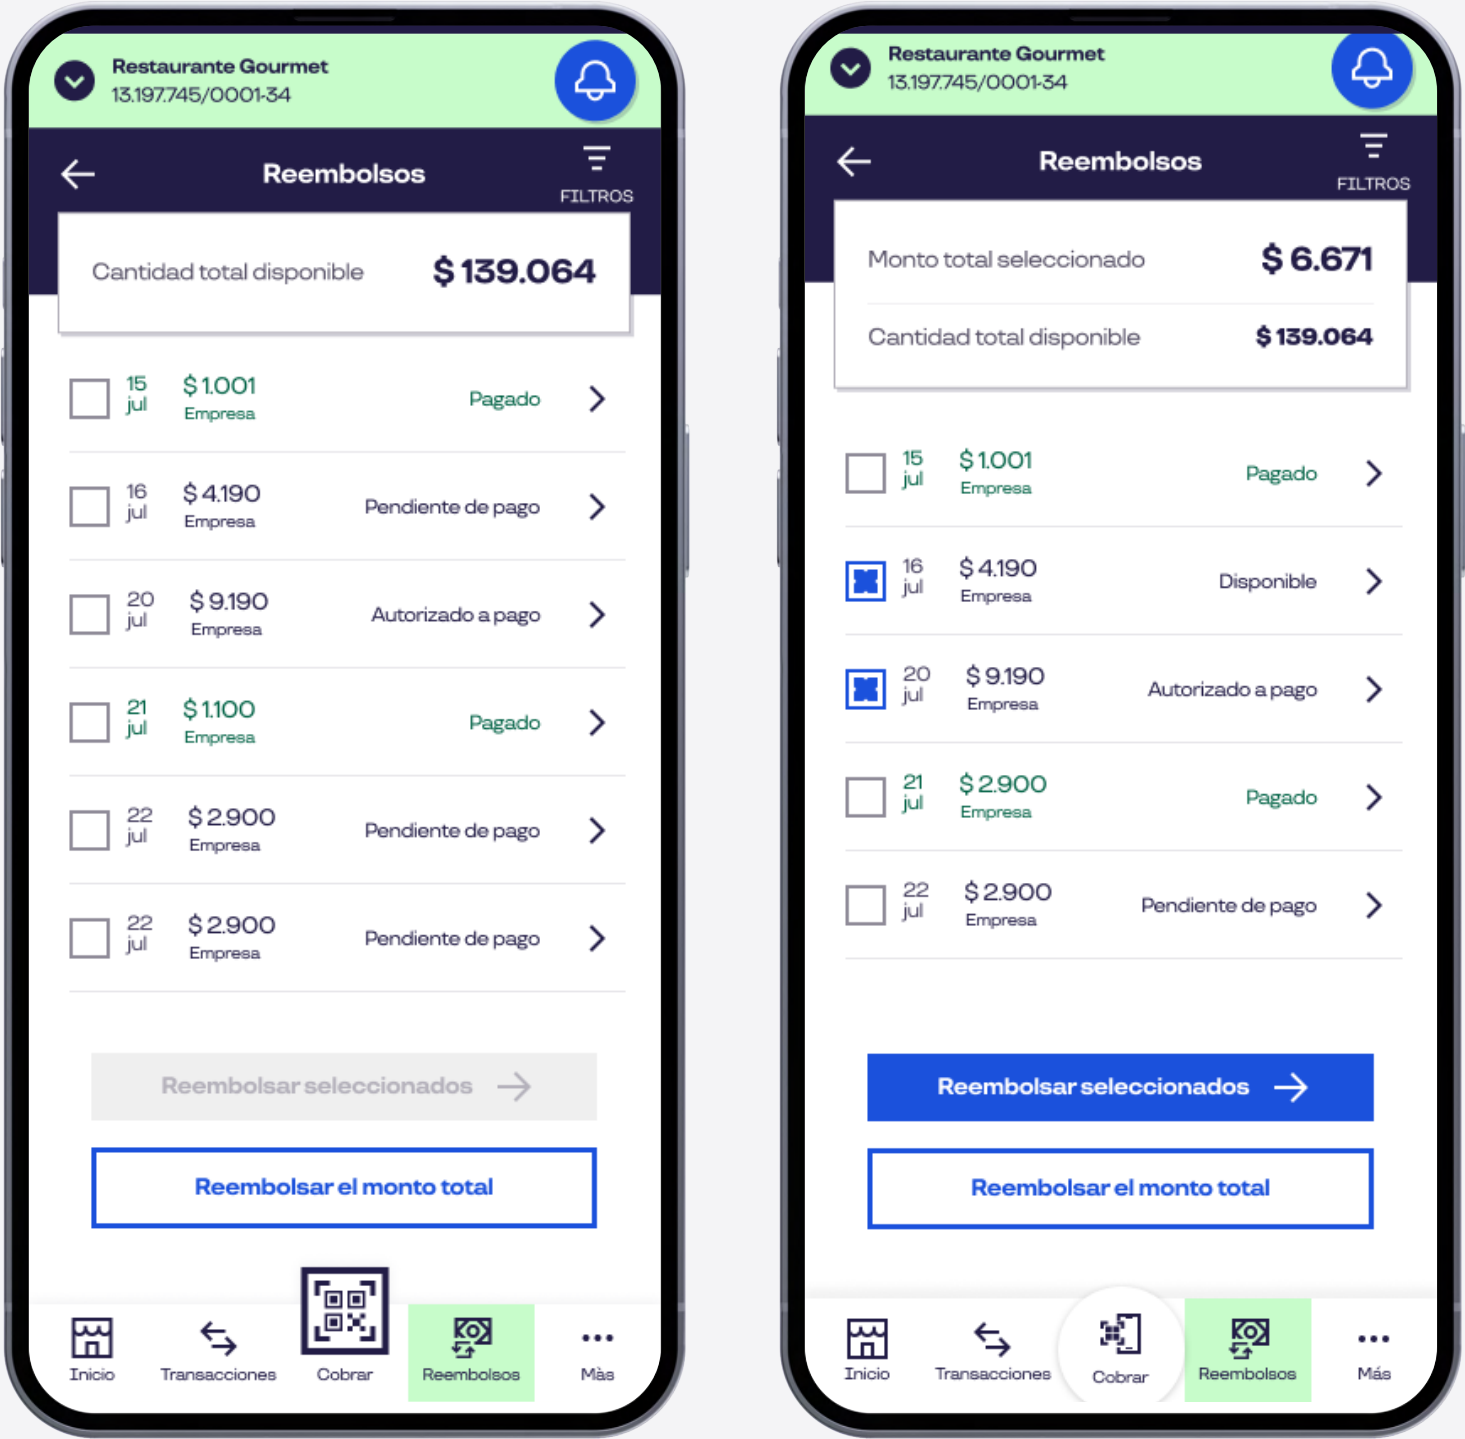 Restaurante Gourmet
13.197.745/0001-34
Reembolsos
FILTROS
Cantidad total disponible $ 139.064
15 jul $ 1.001 Empresa Pagado
16 jul $ 4.190 Empresa Pendiente de pago
20 jul $ 9.190 Empresa Autorizado a pago
21 jul $ 1.100 Empresa Pagado
22 jul $ 2.900 Empresa Pendiente de pago
22 jul $ 2.900 Empresa Pendiente de pago
Reembolsar seleccionados
Reembolsar el monto total
Inicio Transacciones Cobrar Reembolsos Màs
Restaurante Gourmet
13.197.745/0001-34
Reembolsos
FILTROS
Monto total seleccionado $ 6.671
Cantidad total disponible $ 139.064
15 jul $ 1.001 Empresa Pagado
16 jul $ 4.190 Empresa Disponible
20 jul $ 9.190 Empresa Autorizado a pago
21 jul $ 2.900 Empresa Pagado
22 jul $ 2.900 Empresa Pendiente de pago
Reembolsar seleccionados
Reembolsar el monto total
Inicio Transacciones Cobrar Reembolsos Más